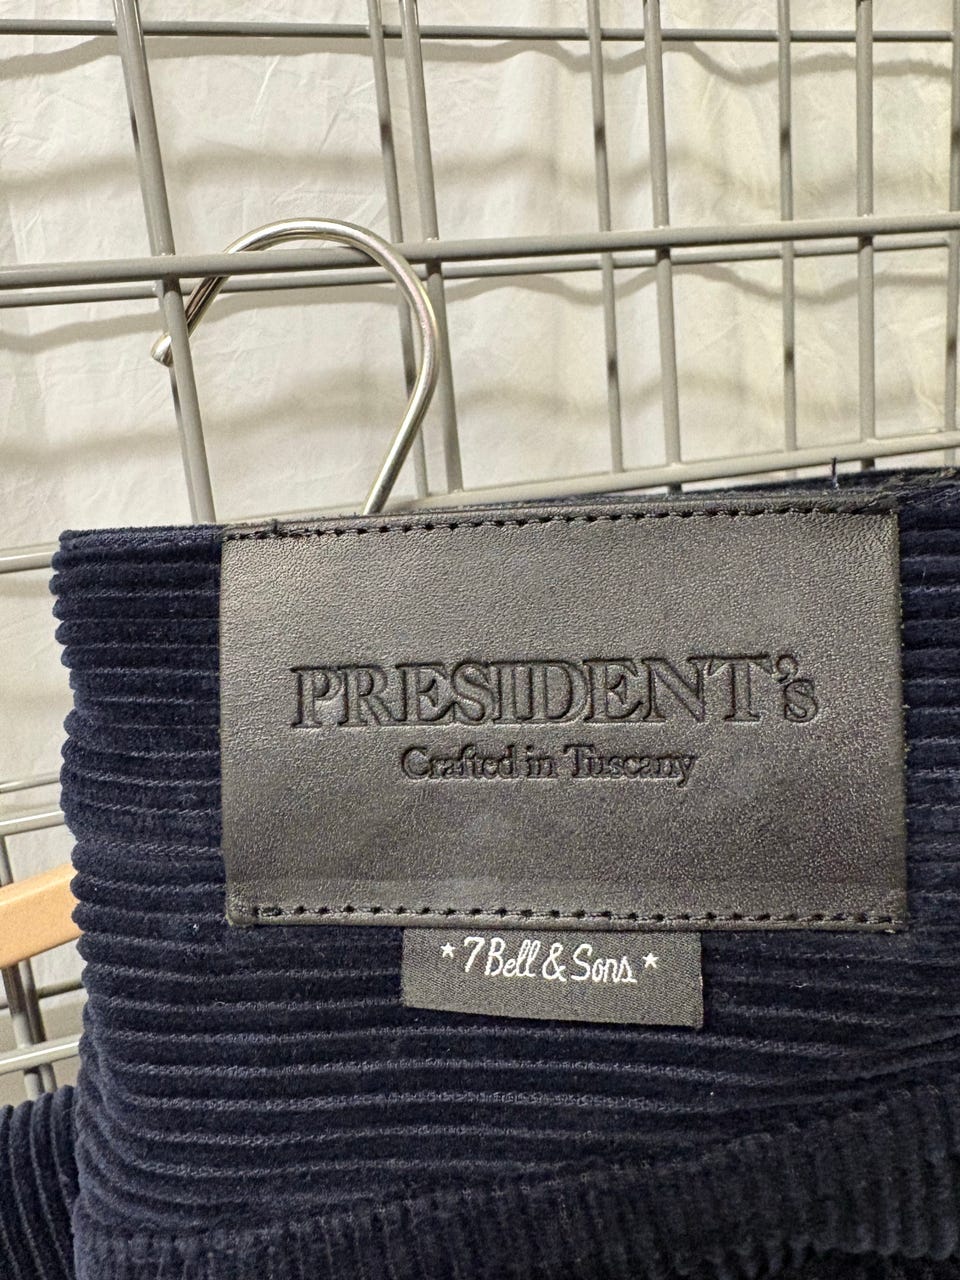 PRESIDENT's
Crafted in Tuscany
★ 7 Bell & Sons ★